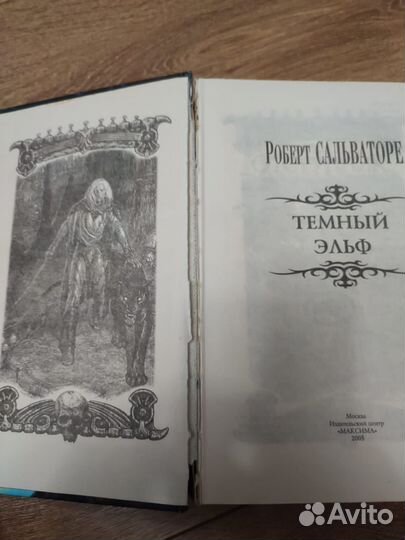 Роберт САЛЬВАТОРЕ
ТЕМНЫЙ
ЭЛЬФ
Москва
Издательский центр
«МАКСИМА»
2005
Avito